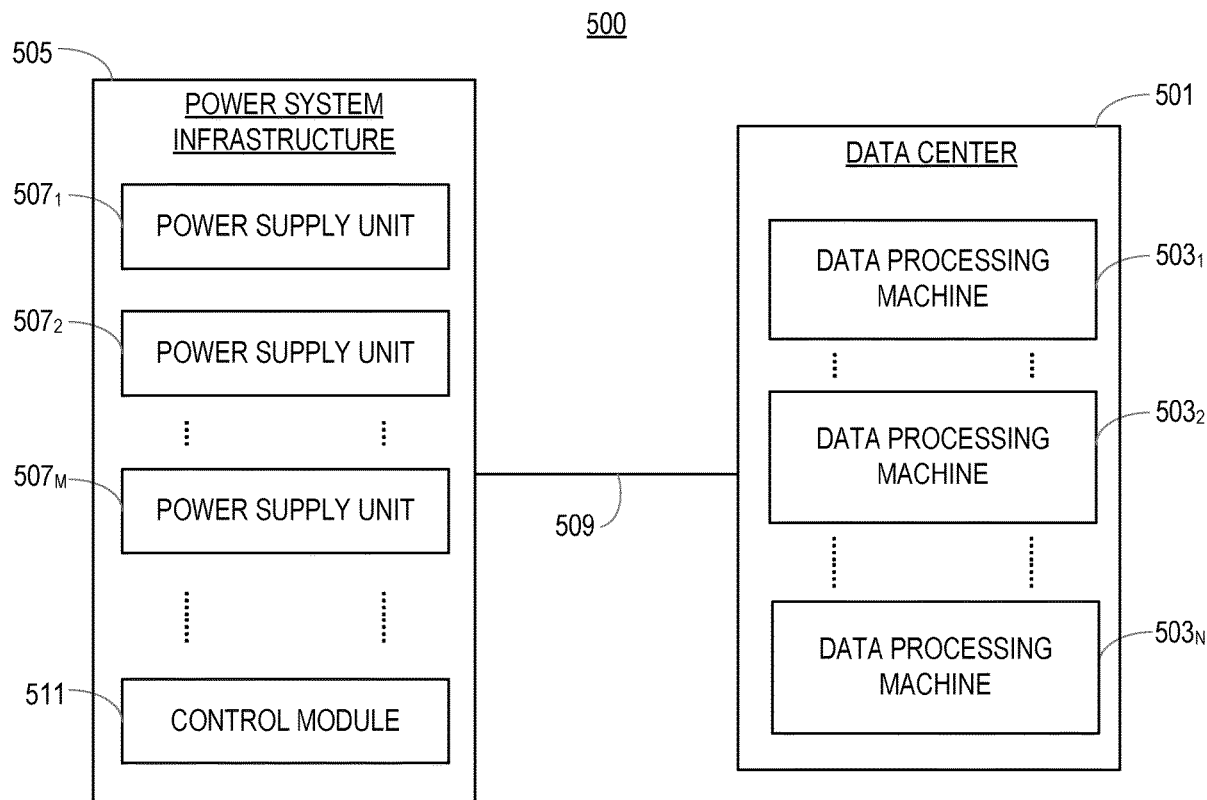 500
505
POWER SYSTEM
INFRASTRUCTURE
507₁
POWER SUPPLY UNIT
507₂
POWER SUPPLY UNIT
507ₘ
POWER SUPPLY UNIT
511
CONTROL MODULE
509
501
DATA CENTER
DATA PROCESSING
MACHINE
503₁
DATA PROCESSING
MACHINE
503₂
DATA PROCESSING
MACHINE
503ɴ